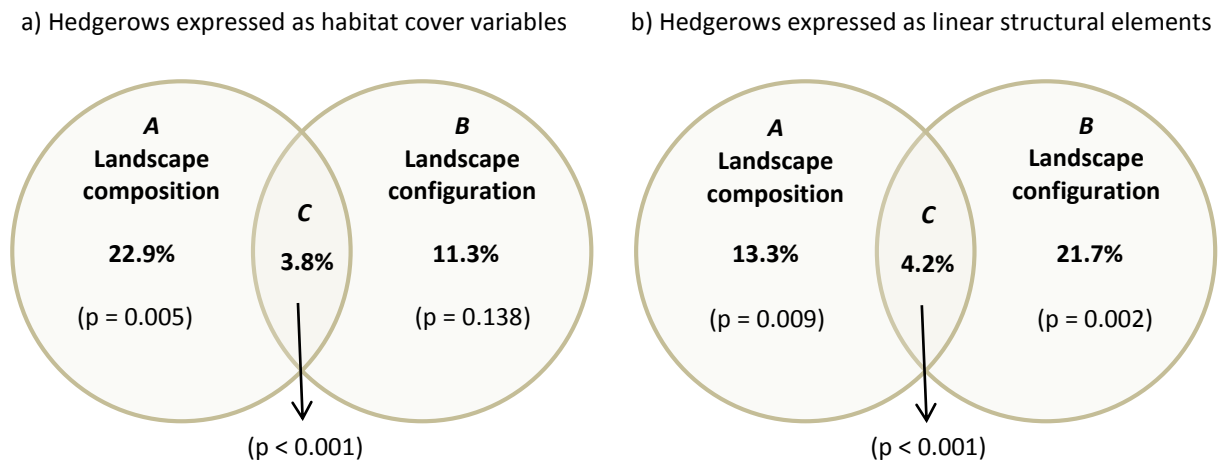 a) Hedgerows expressed as habitat cover variables
A
Landscape
composition
22.9%
(p = 0.005)
C
3.8%
(p < 0.001)
B
Landscape
configuration
11.3%
(p = 0.138)
b) Hedgerows expressed as linear structural elements
A
Landscape
composition
13.3%
(p = 0.009)
C
4.2%
(p < 0.001)
B
Landscape
configuration
21.7%
(p = 0.002)